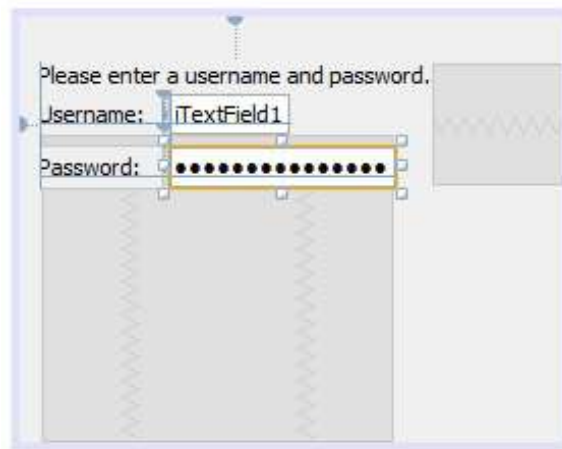 Please enter a username and password.
Username: jTextField1
Password: •••••••••••••••